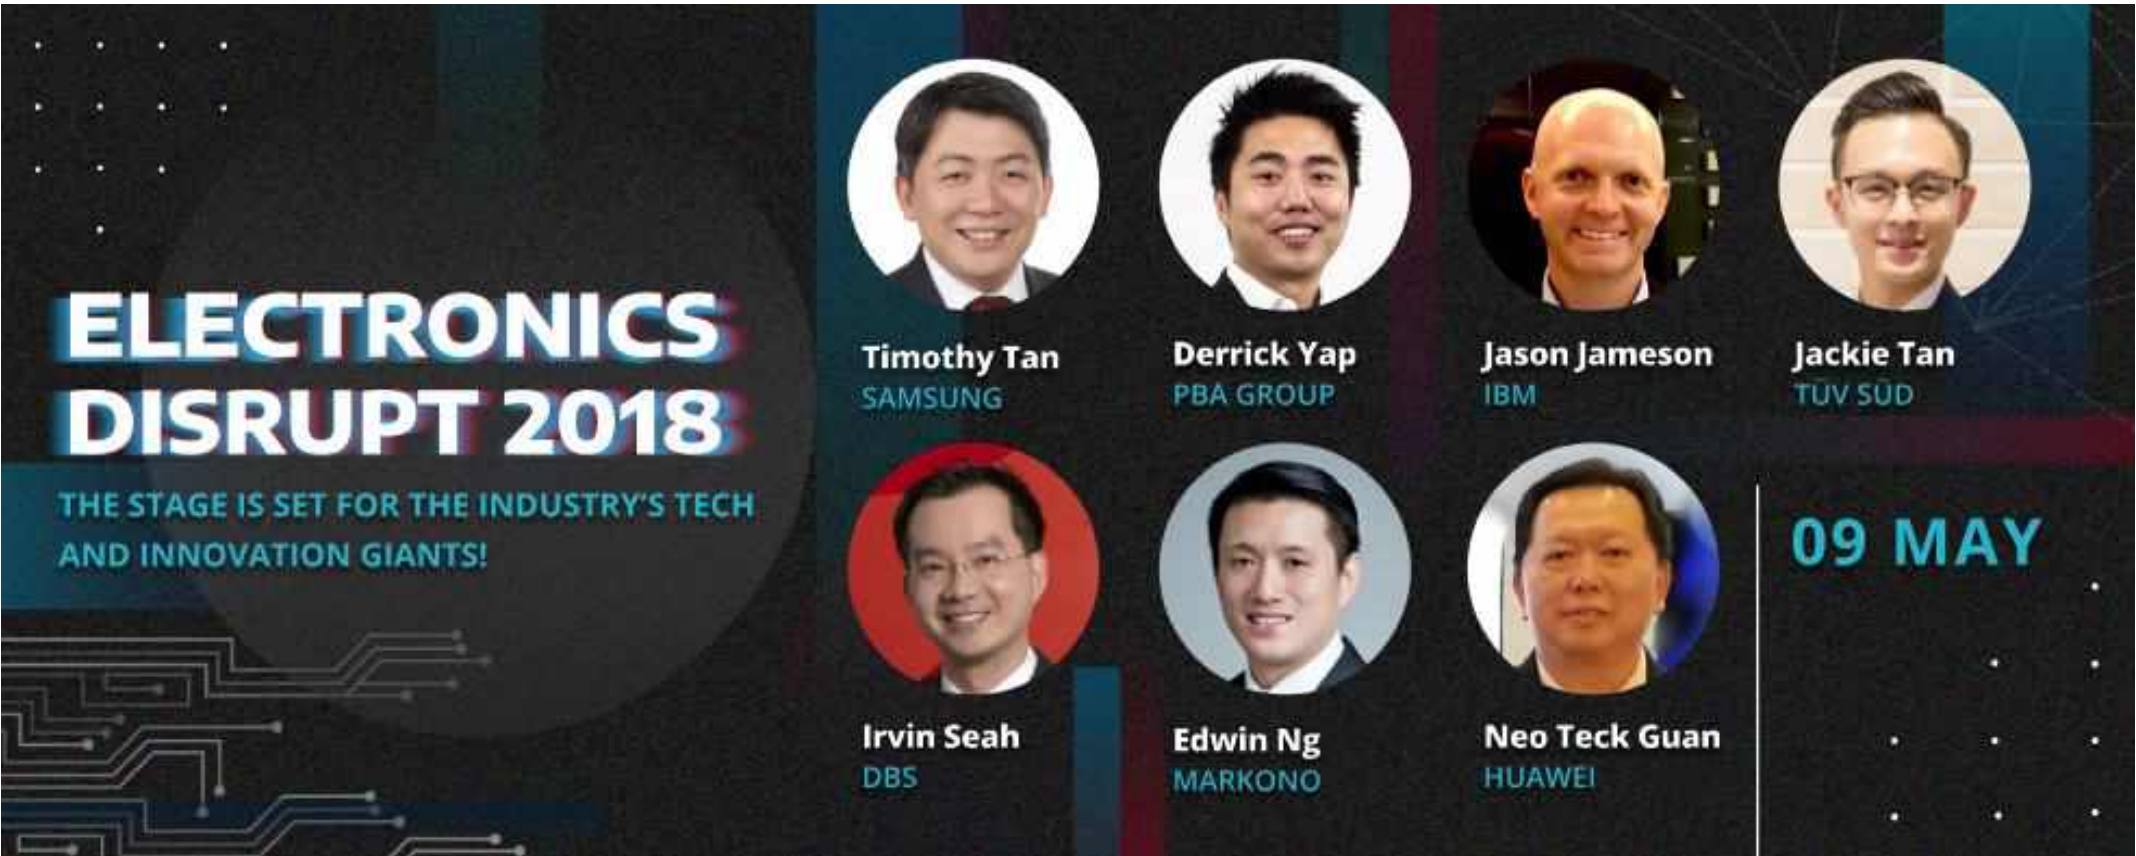 ELECTRONICS
DISRUPT 2018
THE STAGE IS SET FOR THE INDUSTRY'S TECH
AND INNOVATION GIANTS!
Timothy Tan
SAMSUNG
Derrick Yap
PBA GROUP
Jason Jameson
IBM
Jackie Tan
TÜV SÜD
Irvin Seah
DBS
Edwin Ng
MARKONO
Neo Teck Guan
HUAWEI
09 MAY